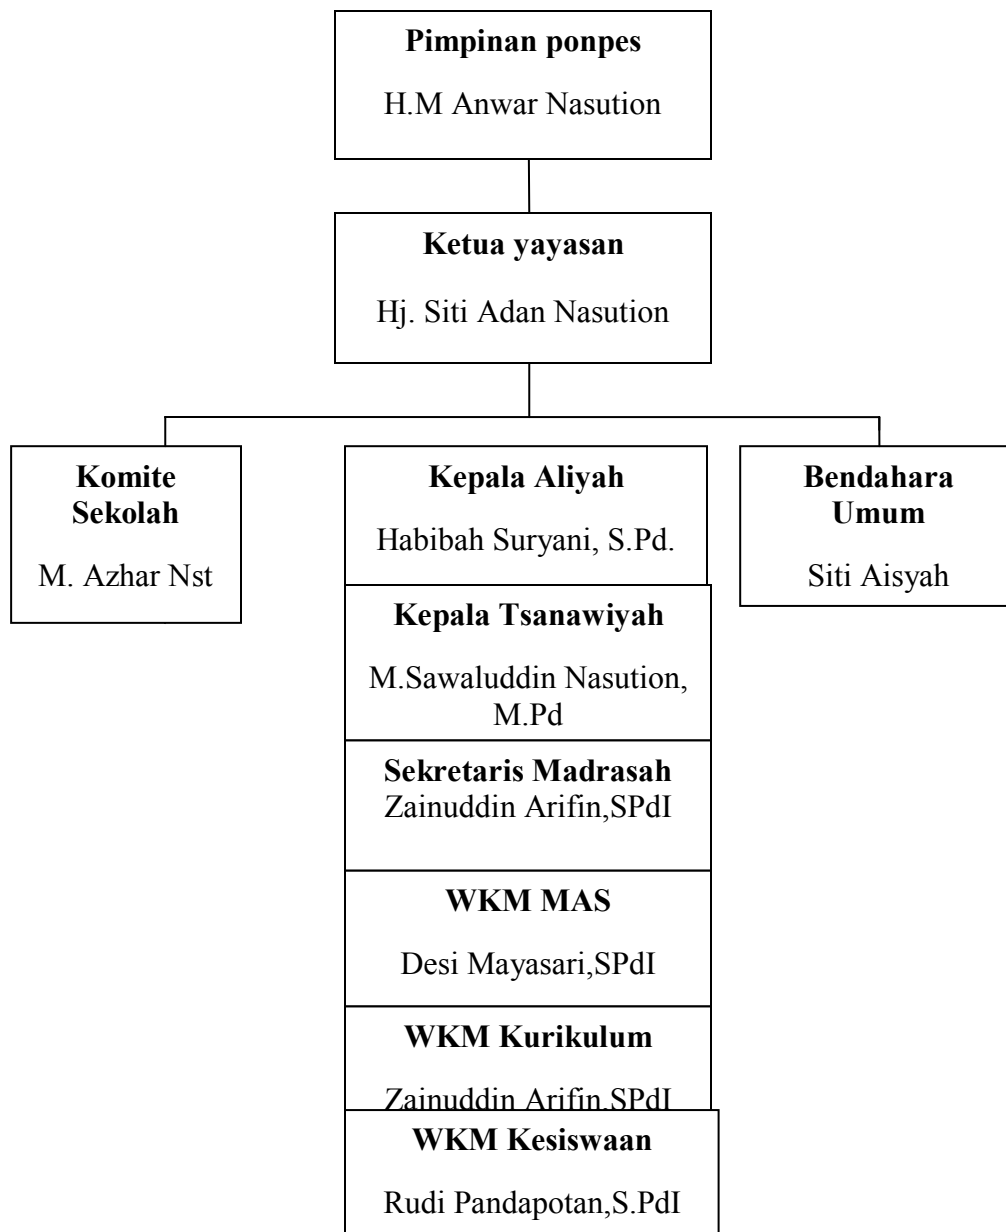 Pimpinan ponpes
H.M Anwar Nasution
Ketua yayasan
Hj. Siti Adan Nasution
Komite
Sekolah
M. Azhar Nst
Kepala Aliyah
Habibah Suryani, S.Pd.
Bendahara
Umum
Siti Aisyah
Kepala Tsanawiyah
M.Sawaluddin Nasution,
M.Pd
Sekretaris Madrasah
Zainuddin Arifin,SPdI
WKM MAS
Desi Mayasari,SPdI
WKM Kurikulum
Zainuddin Arifin,SPdI
WKM Kesiswaan
Rudi Pandapotan,S.PdI